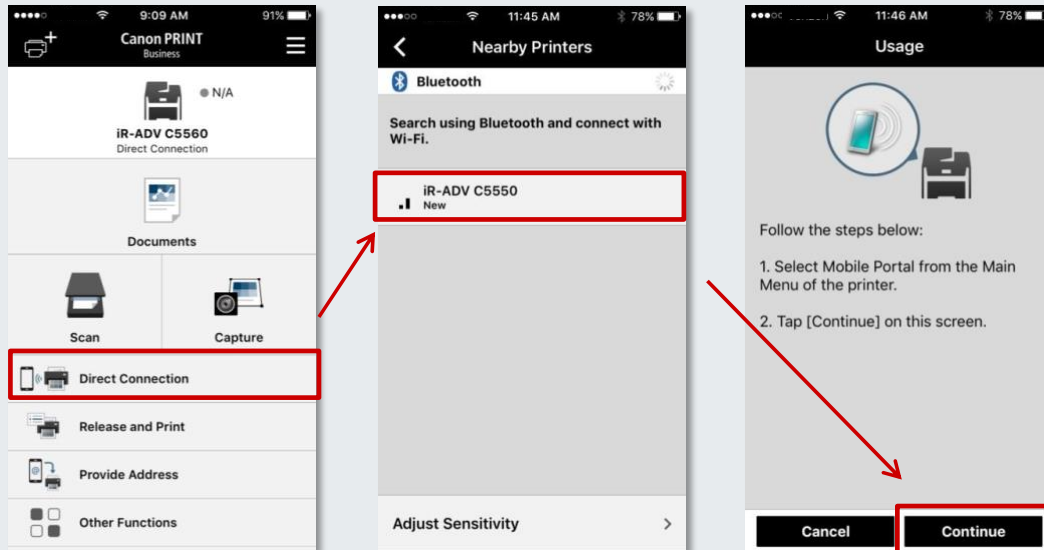 9:09 AM
91%
Canon PRINT
Business
N/A
iR-ADV C5560
Direct Connection
Documents
Scan
Capture
Direct Connection
Release and Print
Provide Address
Other Functions
11:45 AM
78%
Nearby Printers
Bluetooth
Search using Bluetooth and connect with
Wi-Fi.
iR-ADV C5550
New
Adjust Sensitivity
11:46 AM
78%
Usage
Follow the steps below:
1. Select Mobile Portal from the Main
Menu of the printer.
2. Tap [Continue] on this screen.
Cancel
Continue